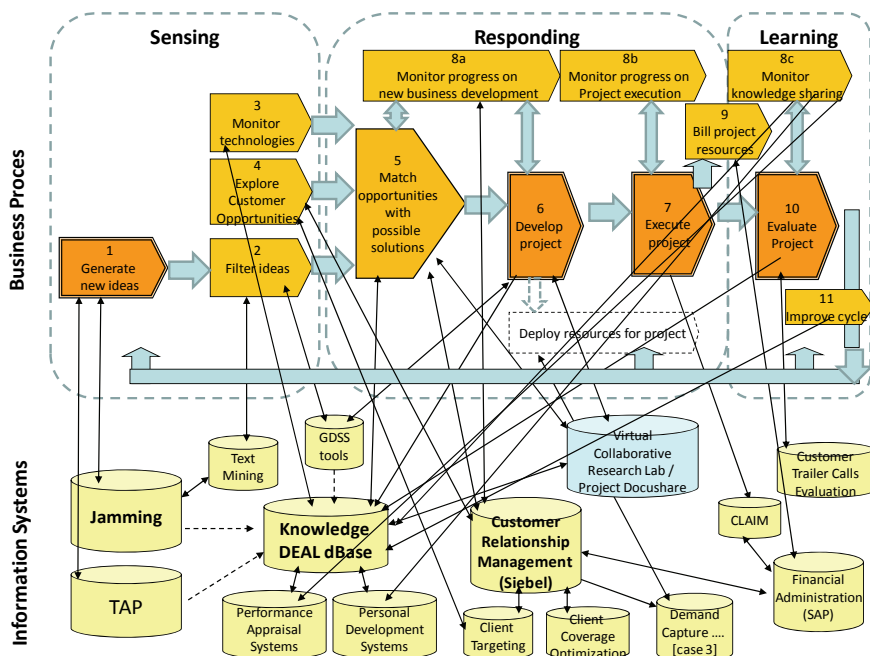 Sensing
Responding
Learning
Business Proces
8a
Monitor progress on
new business development
8b
Monitor progress on
Project execution
8c
Monitor
knowledge sharing
3
Monitor
technologies
9
Bill project
resources
4
Explore
Customer
Opportunities
5
Match
opportunities
with
possible
solutions
6
Develop
project
7
Execute
project
10
Evaluate
Project
1
Generate
new ideas
2
Filter ideas
11
Improve cycle
Deploy resources for project
Information Systems
Text
Mining
GDSS
tools
Virtual
Collaborative
Research Lab /
Project Docushare
Customer
Trailer Calls
Evaluation
Jamming
Knowledge
DEAL dBase
Customer
Relationship
Management
(Siebel)
CLAIM
TAP
Financial
Administration
(SAP)
Performance
Appraisal
Systems
Personal
Development
Systems
Client
Targeting
Client
Coverage
Optimization
Demand
Capture ....
[case 3]